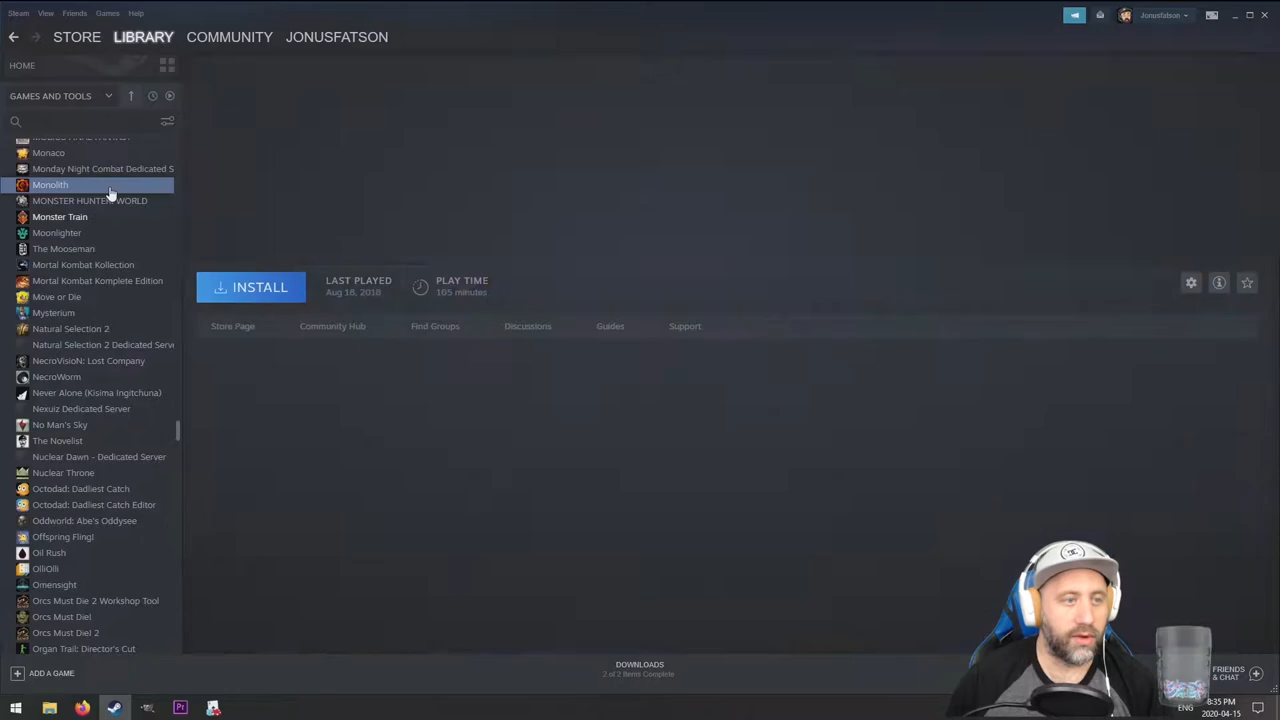 Steam View Friends Games Help
Jonusfatson
STORE LIBRARY COMMUNITY JONUSFATSON
HOME
GAMES AND TOOLS
Monaco
Monday Night Combat Dedicated S
Monolith
MONSTER HUNTER: WORLD
Monster Train
Moonlighter
The Mooseman
Mortal Kombat Kollection
Mortal Kombat Komplete Edition
Move or Die
Mysterium
Natural Selection 2
Natural Selection 2 Dedicated Serve
NecroVisioN: Lost Company
NecroWorm
Never Alone (Kisima Ingitchuna)
Nexuiz Dedicated Server
No Man's Sky
The Novelist
Nuclear Dawn - Dedicated Server
Nuclear Throne
Octodad: Dadliest Catch
Octodad: Dadliest Catch Editor
Oddworld: Abe's Oddysee
Offspring Fling!
Oil Rush
OlliOlli
Omensight
Orcs Must Die 2 Workshop Tool
Orcs Must Die!
Orcs Must Die! 2
Organ Trail: Director's Cut
INSTALL
LAST PLAYED
Aug 18, 2018
PLAY TIME
105 minutes
Store Page Community Hub Find Groups Discussions Guides Support
ADD A GAME
DOWNLOADS
2 of 2 Items Complete
FRIENDS
& CHAT
Pr
ENG
8:35 PM
2020-04-15